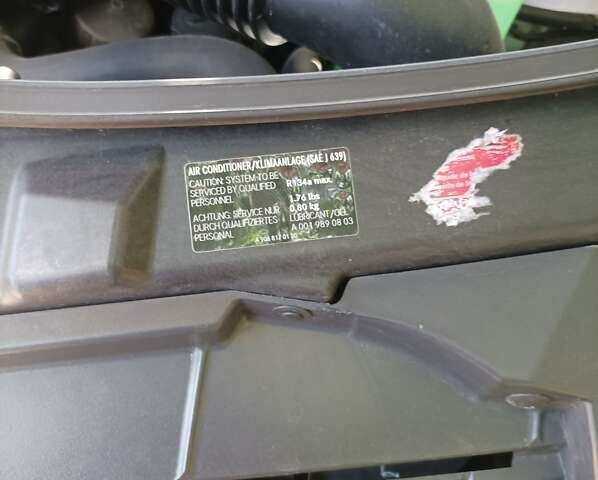 AIR CONDITIONER/KLIMAANLAGE (SAE J 639)
CAUTION: SYSTEM-TO BE R134a max.
SERVICED BY QUALIFIED
PERSONNEL 1.76 lbs
ACHTUNG: SERVICE NUR 0.80 kg
DURCH QUALIFIZIERTES LUBRICANT/OEL
PERSONAL A 001 989 08 03